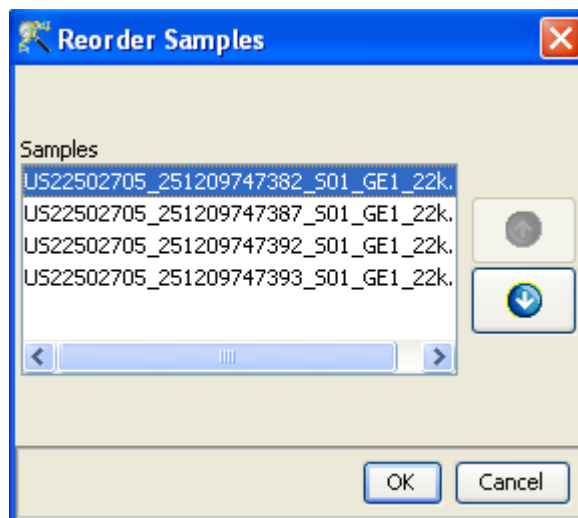 Reorder Samples
Samples
US22502705_251209747382_S01_GE1_22k.
US22502705_251209747387_S01_GE1_22k.
US22502705_251209747392_S01_GE1_22k.
US22502705_251209747393_S01_GE1_22k.
OK
Cancel